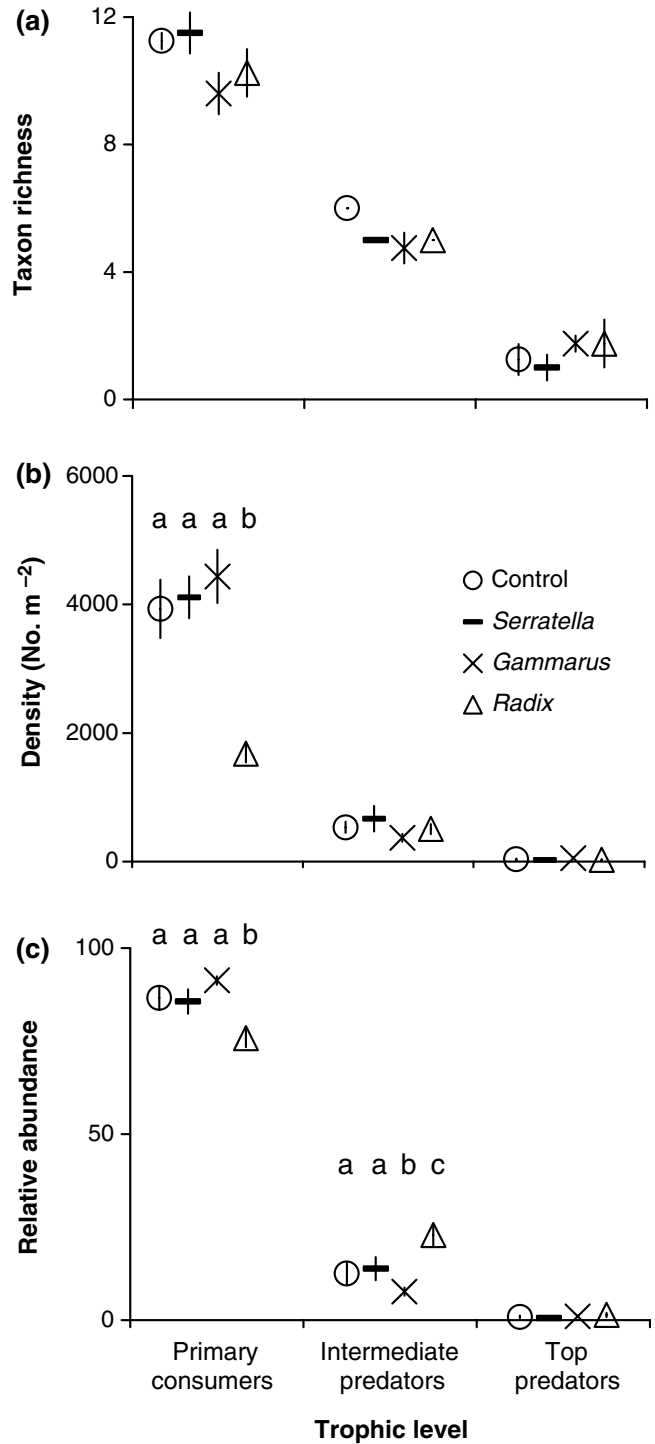 (a)
Taxon richness
12
8
4
0
(b)
Density (No. m⁻²)
6000
4000
2000
0
a a a b
Control
Serratella
Gammarus
Radix
(c)
Relative abundance
100
50
0
a a a b
a a b c
Primary
consumers
Intermediate
predators
Top
predators
Trophic level